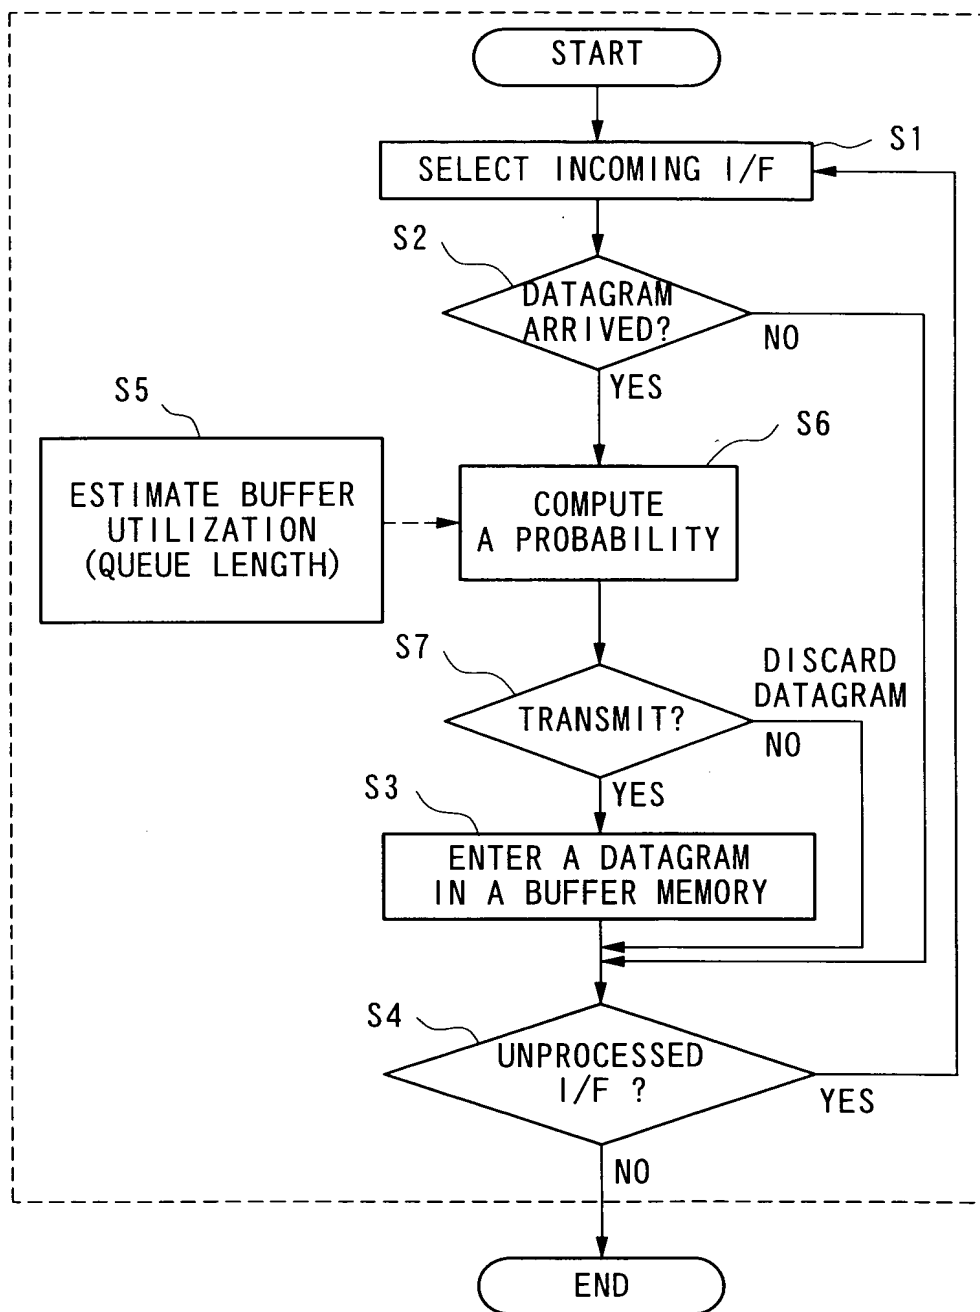 START
S1
SELECT INCOMING I/F
S2
DATAGRAM
ARRIVED?
NO
YES
S5
S6
ESTIMATE BUFFER
UTILIZATION
(QUEUE LENGTH)
COMPUTE
A PROBABILITY
S7
DISCARD
DATAGRAM
TRANSMIT?
NO
YES
S3
ENTER A DATAGRAM
IN A BUFFER MEMORY
S4
UNPROCESSED
I/F ?
YES
NO
END